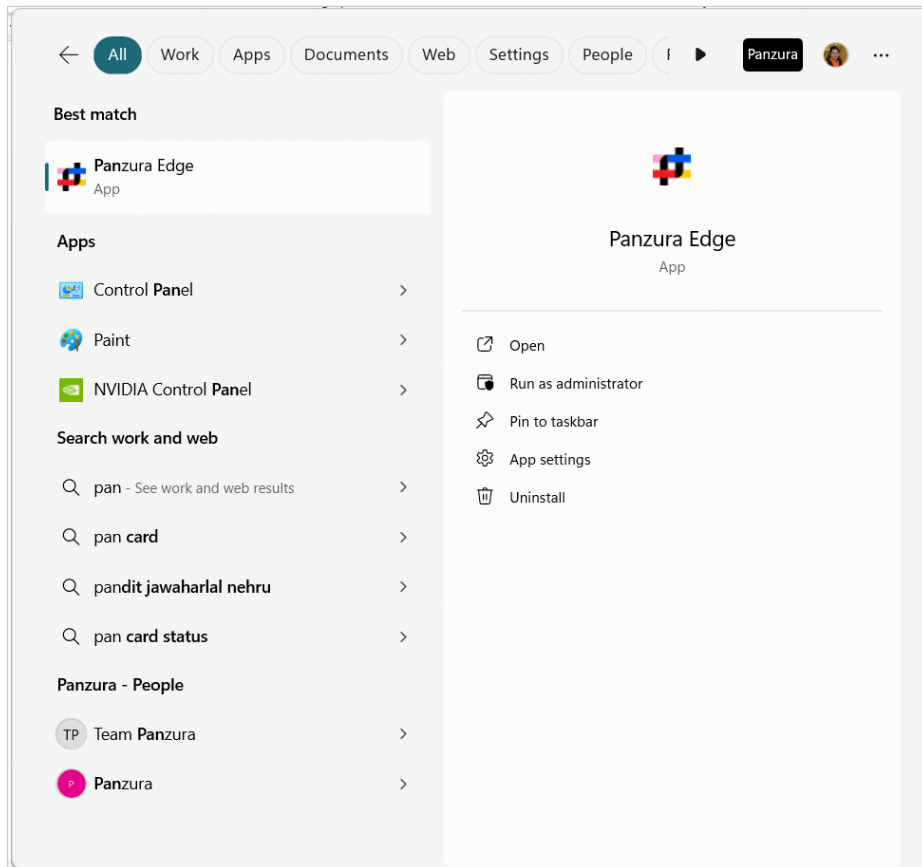 All Work Apps Documents Web Settings People Panzura
Best match
Panzura Edge
App
Apps
Control Panel
Paint
NVIDIA Control Panel
Search work and web
pan - See work and web results
pan card
pandit jawaharlal nehru
pan card status
Panzura - People
TP Team Panzura
P Panzura
Panzura Edge
App
Open
Run as administrator
Pin to taskbar
App settings
Uninstall